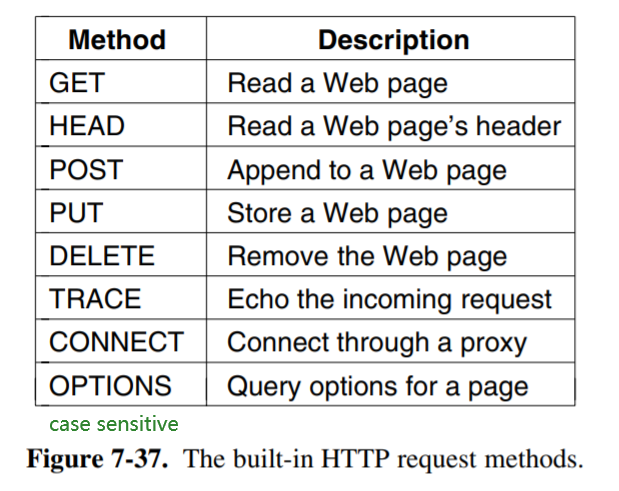 Method Description
GET Read a Web page
HEAD Read a Web page's header
POST Append to a Web page
PUT Store a Web page
DELETE Remove the Web page
TRACE Echo the incoming request
CONNECT Connect through a proxy
OPTIONS Query options for a page
case sensitive
Figure 7-37. The built-in HTTP request methods.